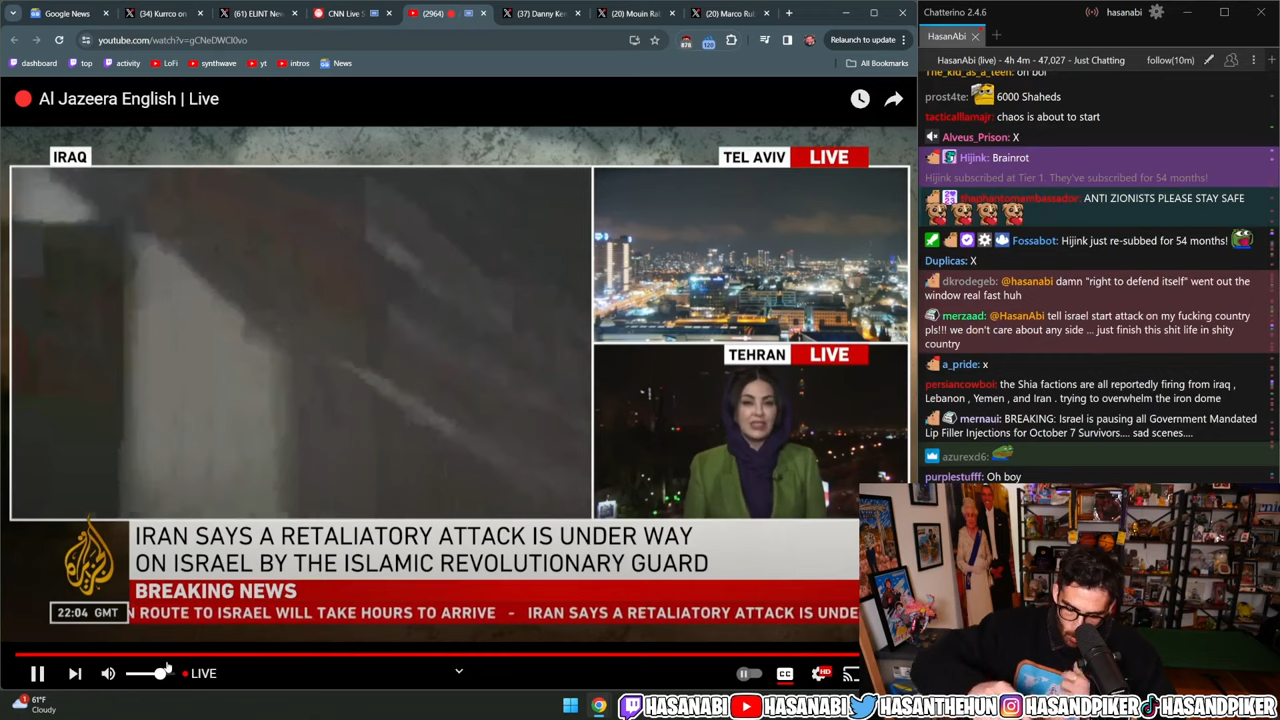 Google News
(34) Kurrco on
(61) ELINT New
CNN Live S
(2964)
(37) Danny Ken
(20) Mouin Ral
(20) Marco Rub
youtube.com/watch?v=gCNeDWCl0vo
Relaunch to update
dashboard
top
activity
LoFi
synthwave
yt
intros
News
All Bookmarks
Al Jazeera English | Live
IRAQ
TEL AVIV
LIVE
TEHRAN
LIVE
IRAN SAYS A RETALIATORY ATTACK IS UNDER WAY
ON ISRAEL BY THE ISLAMIC REVOLUTIONARY GUARD
BREAKING NEWS
22:04 GMT
N ROUTE TO ISRAEL WILL TAKE HOURS TO ARRIVE - IRAN SAYS A RETALIATORY ATTACK IS UNDE
LIVE
CC
HD
61°F
Cloudy
Chatterino 2.4.6
hasanabi
HasanAbi
HasanAbi (live) - 4h 4m - 47,027 - Just Chatting
follow(10m)
The_kid_as_a_teen: oh boi
prost4te: 6000 Shaheds
tacticalllamajr: chaos is about to start
Alveus_Prison: X
Hijink: Brainrot
Hijink subscribed at Tier 1. They've subscribed for 54 months!
thaphantomambassador: ANTI ZIONISTS PLEASE STAY SAFE
Fossabot: Hijink just re-subbed for 54 months!
Duplicas: X
dkrodegeb: @hasanabi damn "right to defend itself" went out the
window real fast huh
merzaad: @HasanAbi tell israel start attack on my fucking country
pls!!! we don't care about any side ... just finish this shit life in shity
country
a_pride: x
persiancowboi: the Shia factions are all reportedly firing from iraq ,
Lebanon , Yemen , and Iran . trying to overwhelm the iron dome
mernaui: BREAKING: Israel is pausing all Government Mandated
Lip Filler Injections for October 7 Survivors.... sad scenes....
azurexd6:
purplestufff: Oh boy
HASANABI
HASANABI
HASANTHEHUN
HASANDPIKER
HASANDPIKER